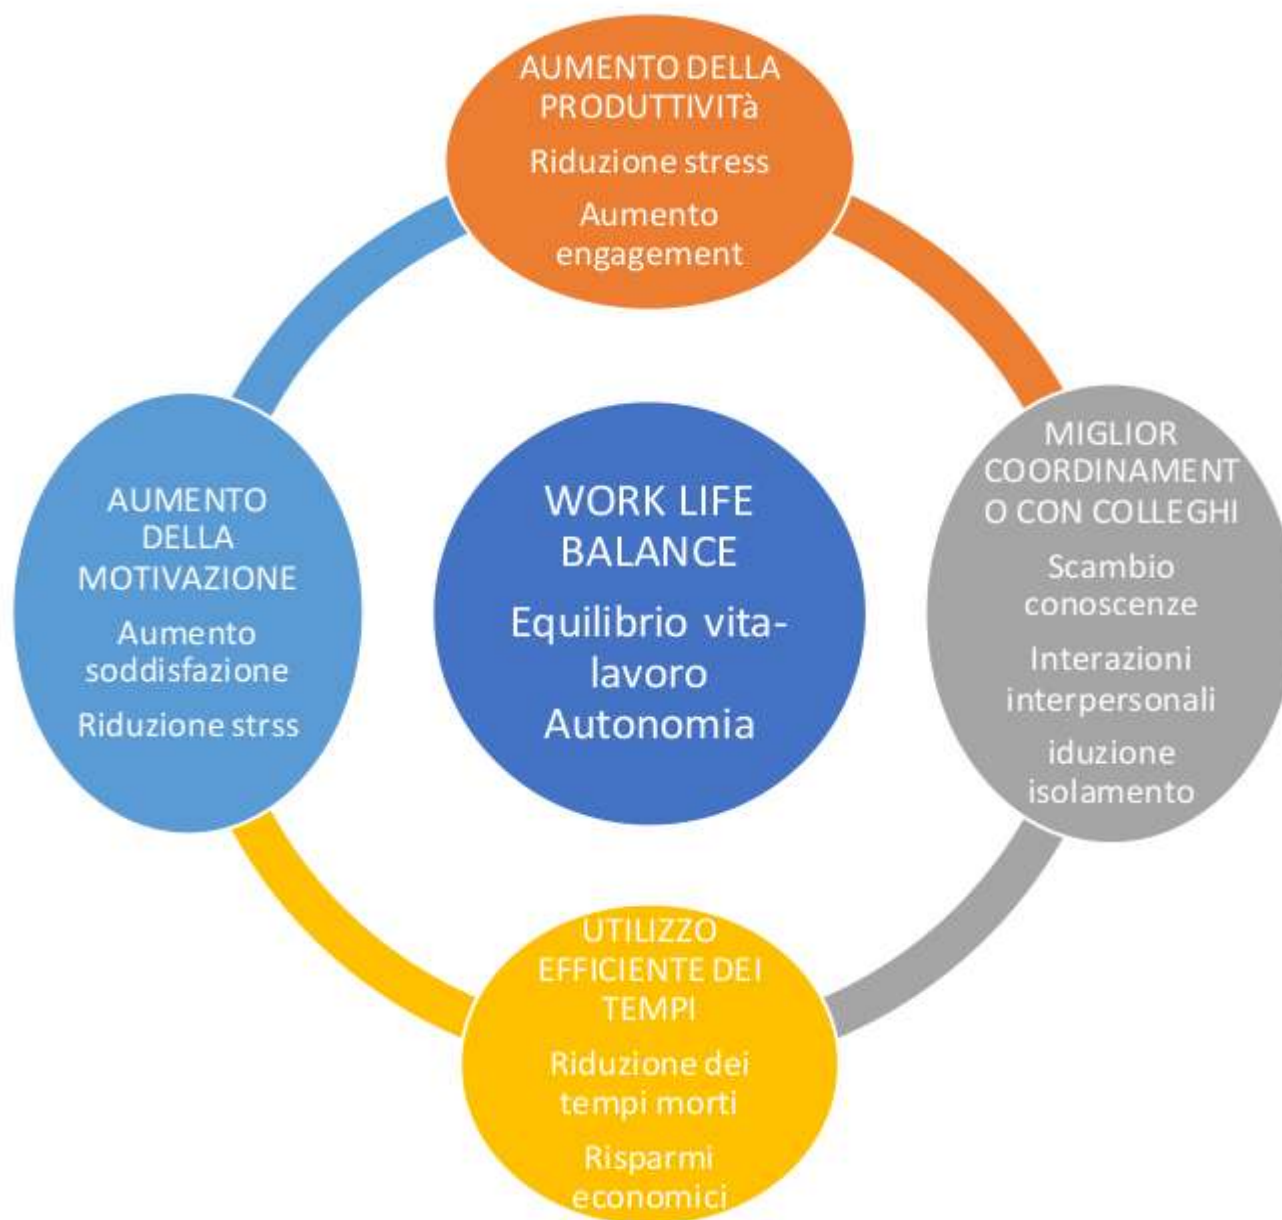 AUMENTO DELLA
PRODUTTIVITà
Riduzione stress
Aumento
engagement
MIGLIOR
COORDINAMENT
O CON COLLEGHI
Scambio
conoscenze
Interazioni
interpersonali
iduzione
isolamento
UTILIZZO
EFFICIENTE DEI
TEMPI
Riduzione dei
tempi morti
Risparmi
economici
AUMENTO
DELLA
MOTIVAZIONE
Aumento
soddisfazione
Riduzione strss
WORK LIFE
BALANCE
Equilibrio vita-
lavoro
Autonomia